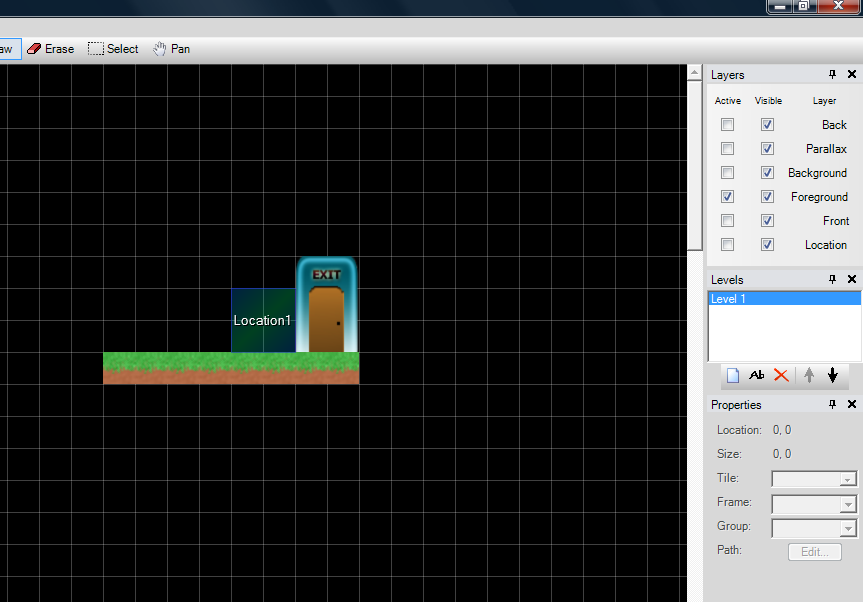 aw Erase Select Pan
Layers
Active Visible Layer
Back
Parallax
Background
Foreground
Front
Location
EXIT
Location1
Levels
Level 1
Ab
Properties
Location: 0, 0
Size: 0, 0
Tile:
Frame:
Group:
Path: Edit...